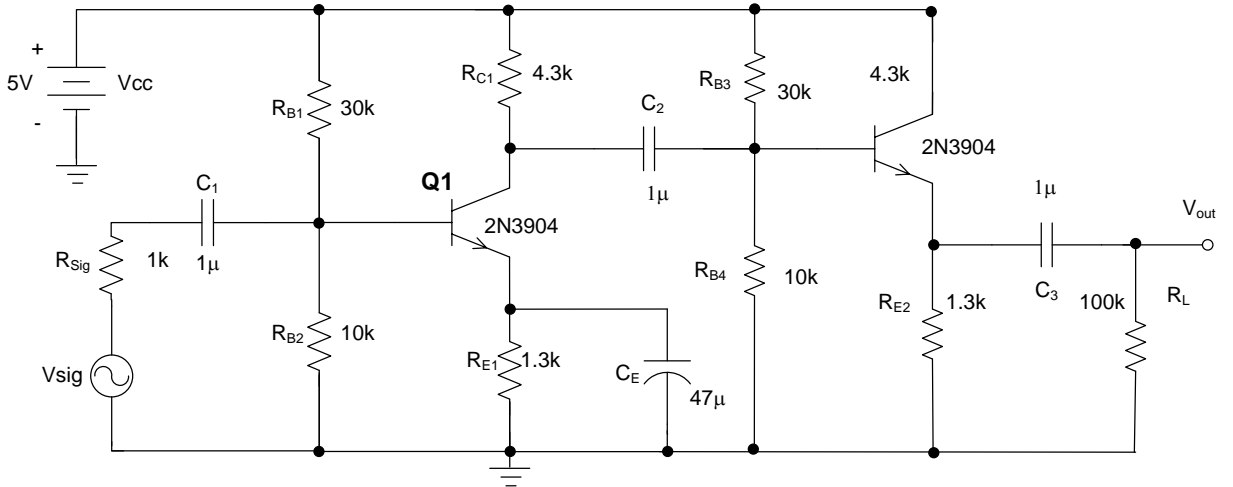 +
5V
Vcc
-
R_B1
30k
R_C1
4.3k
C_2
1μ
R_B3
30k
4.3k
2N3904
Q1
2N3904
C_1
1μ
R_Sig
1k
Vsig
R_B2
10k
R_E1
1.3k
C_E
47μ
R_B4
10k
R_E2
1.3k
1μ
C_3
100k
R_L
V_out